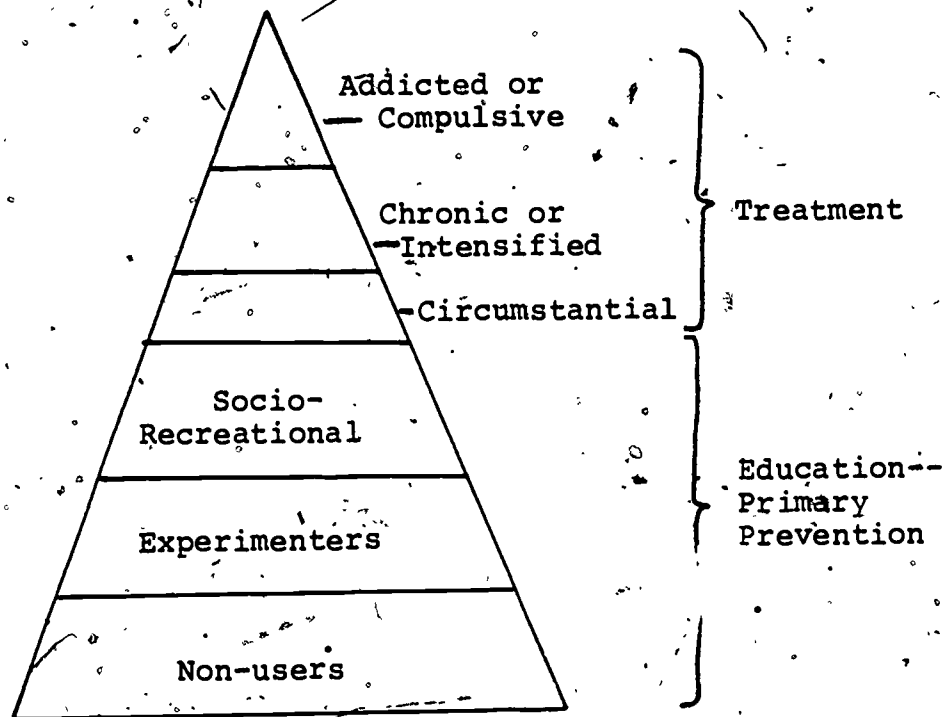 Addicted or
Compulsive
Chronic or
Intensified
Circumstantial
Treatment
Socio-
Recreational
Experimenters
Non-users
Education--
Primary
Prevention